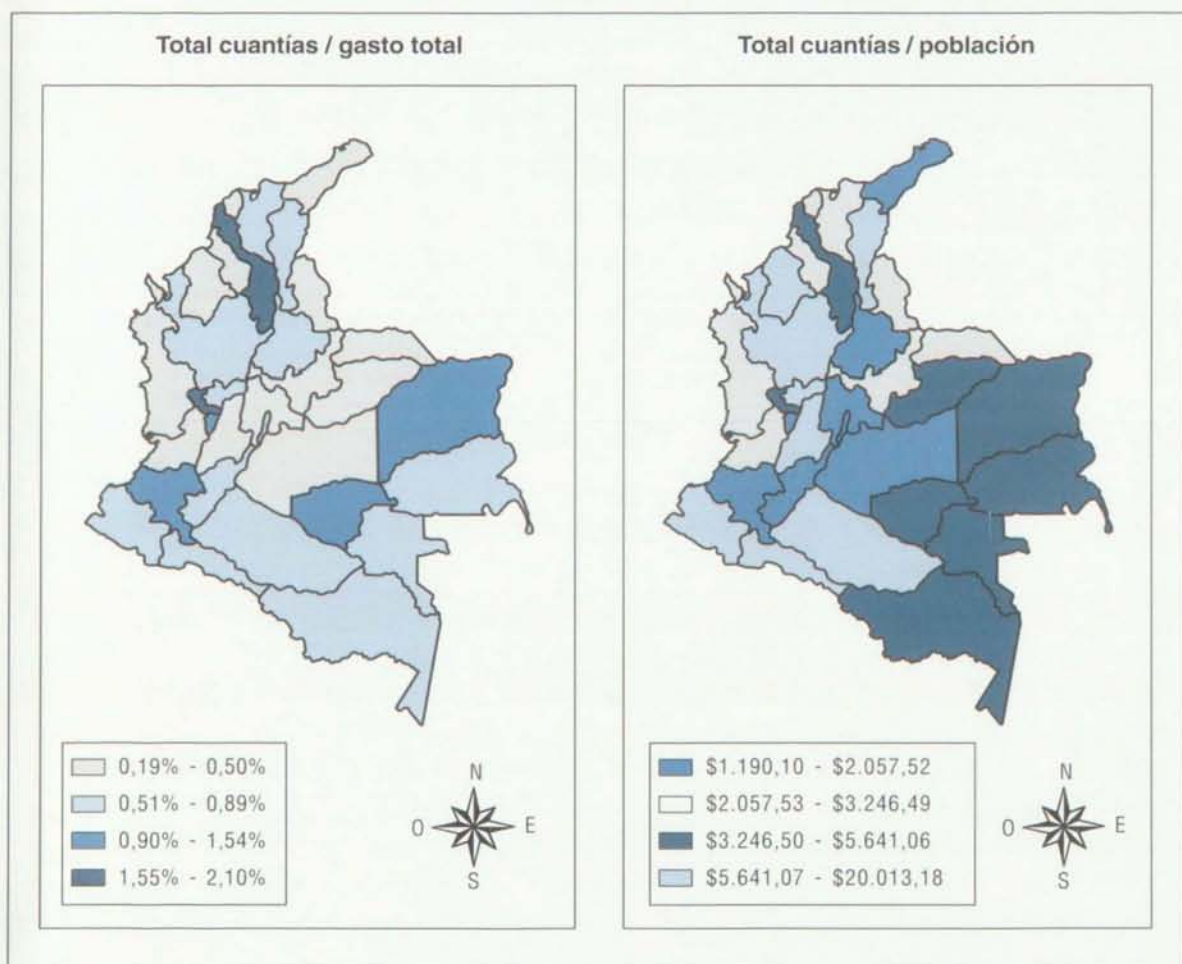 Total cuantías / gasto total
0,19% - 0,50%
0,51% - 0,89%
0,90% - 1,54%
1,55% - 2,10%
N
O
E
S
Total cuantías / población
$1.190,10 - $2.057,52
$2.057,53 - $3.246,49
$3.246,50 - $5.641,06
$5.641,07 - $20.013,18
N
O
E
S